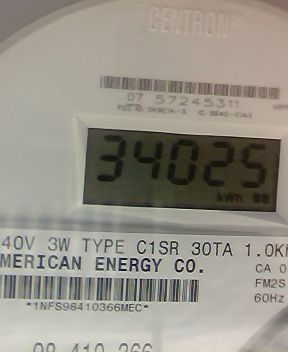 CENTRON
07 57245311
34025
kWh
40V 3W TYPE C1SR 30TA 1.0K
MERICAN ENERGY CO.
CA 0
FM2S
60Hz
*1NFS98410366MEC*
98 410 366